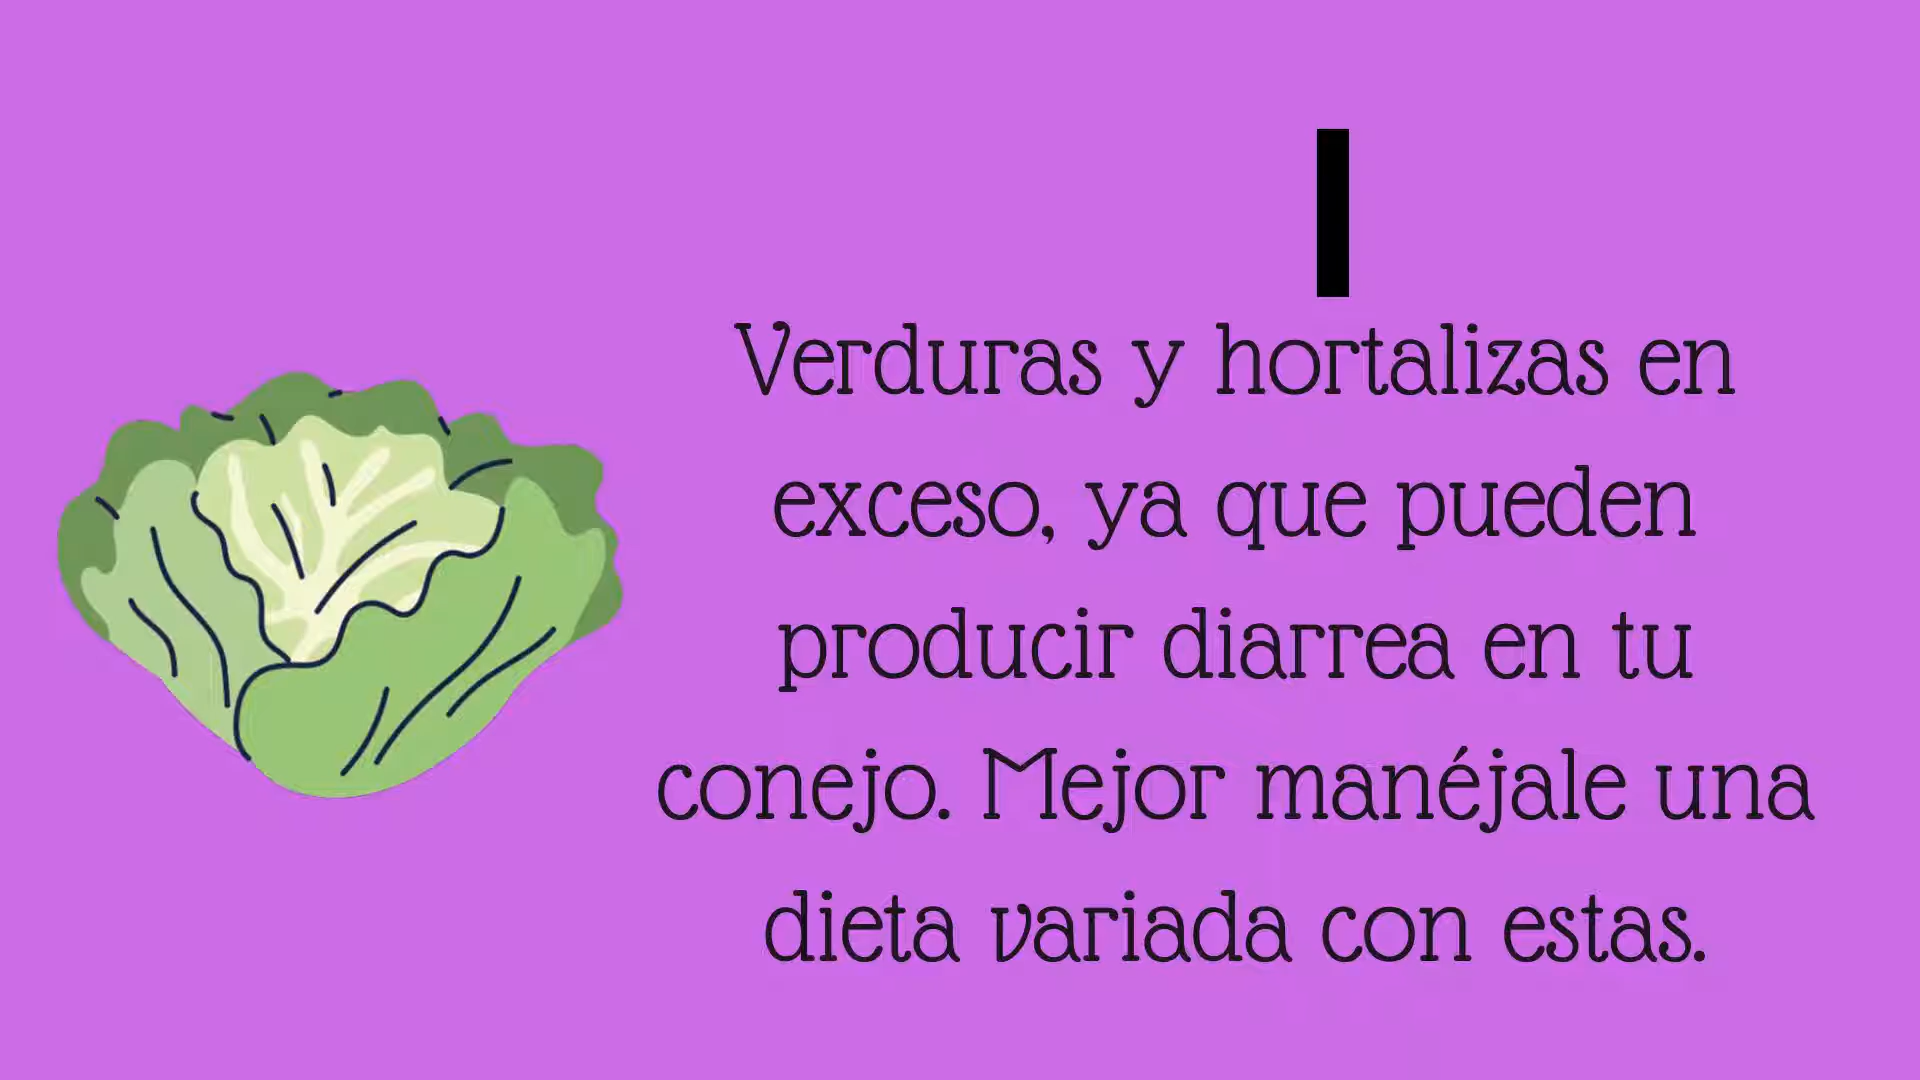 1
Verduras y hortalizas en
exceso, ya que pueden
producir diarrea en tu
conejo. Mejor manéjale una
dieta variada con estas.